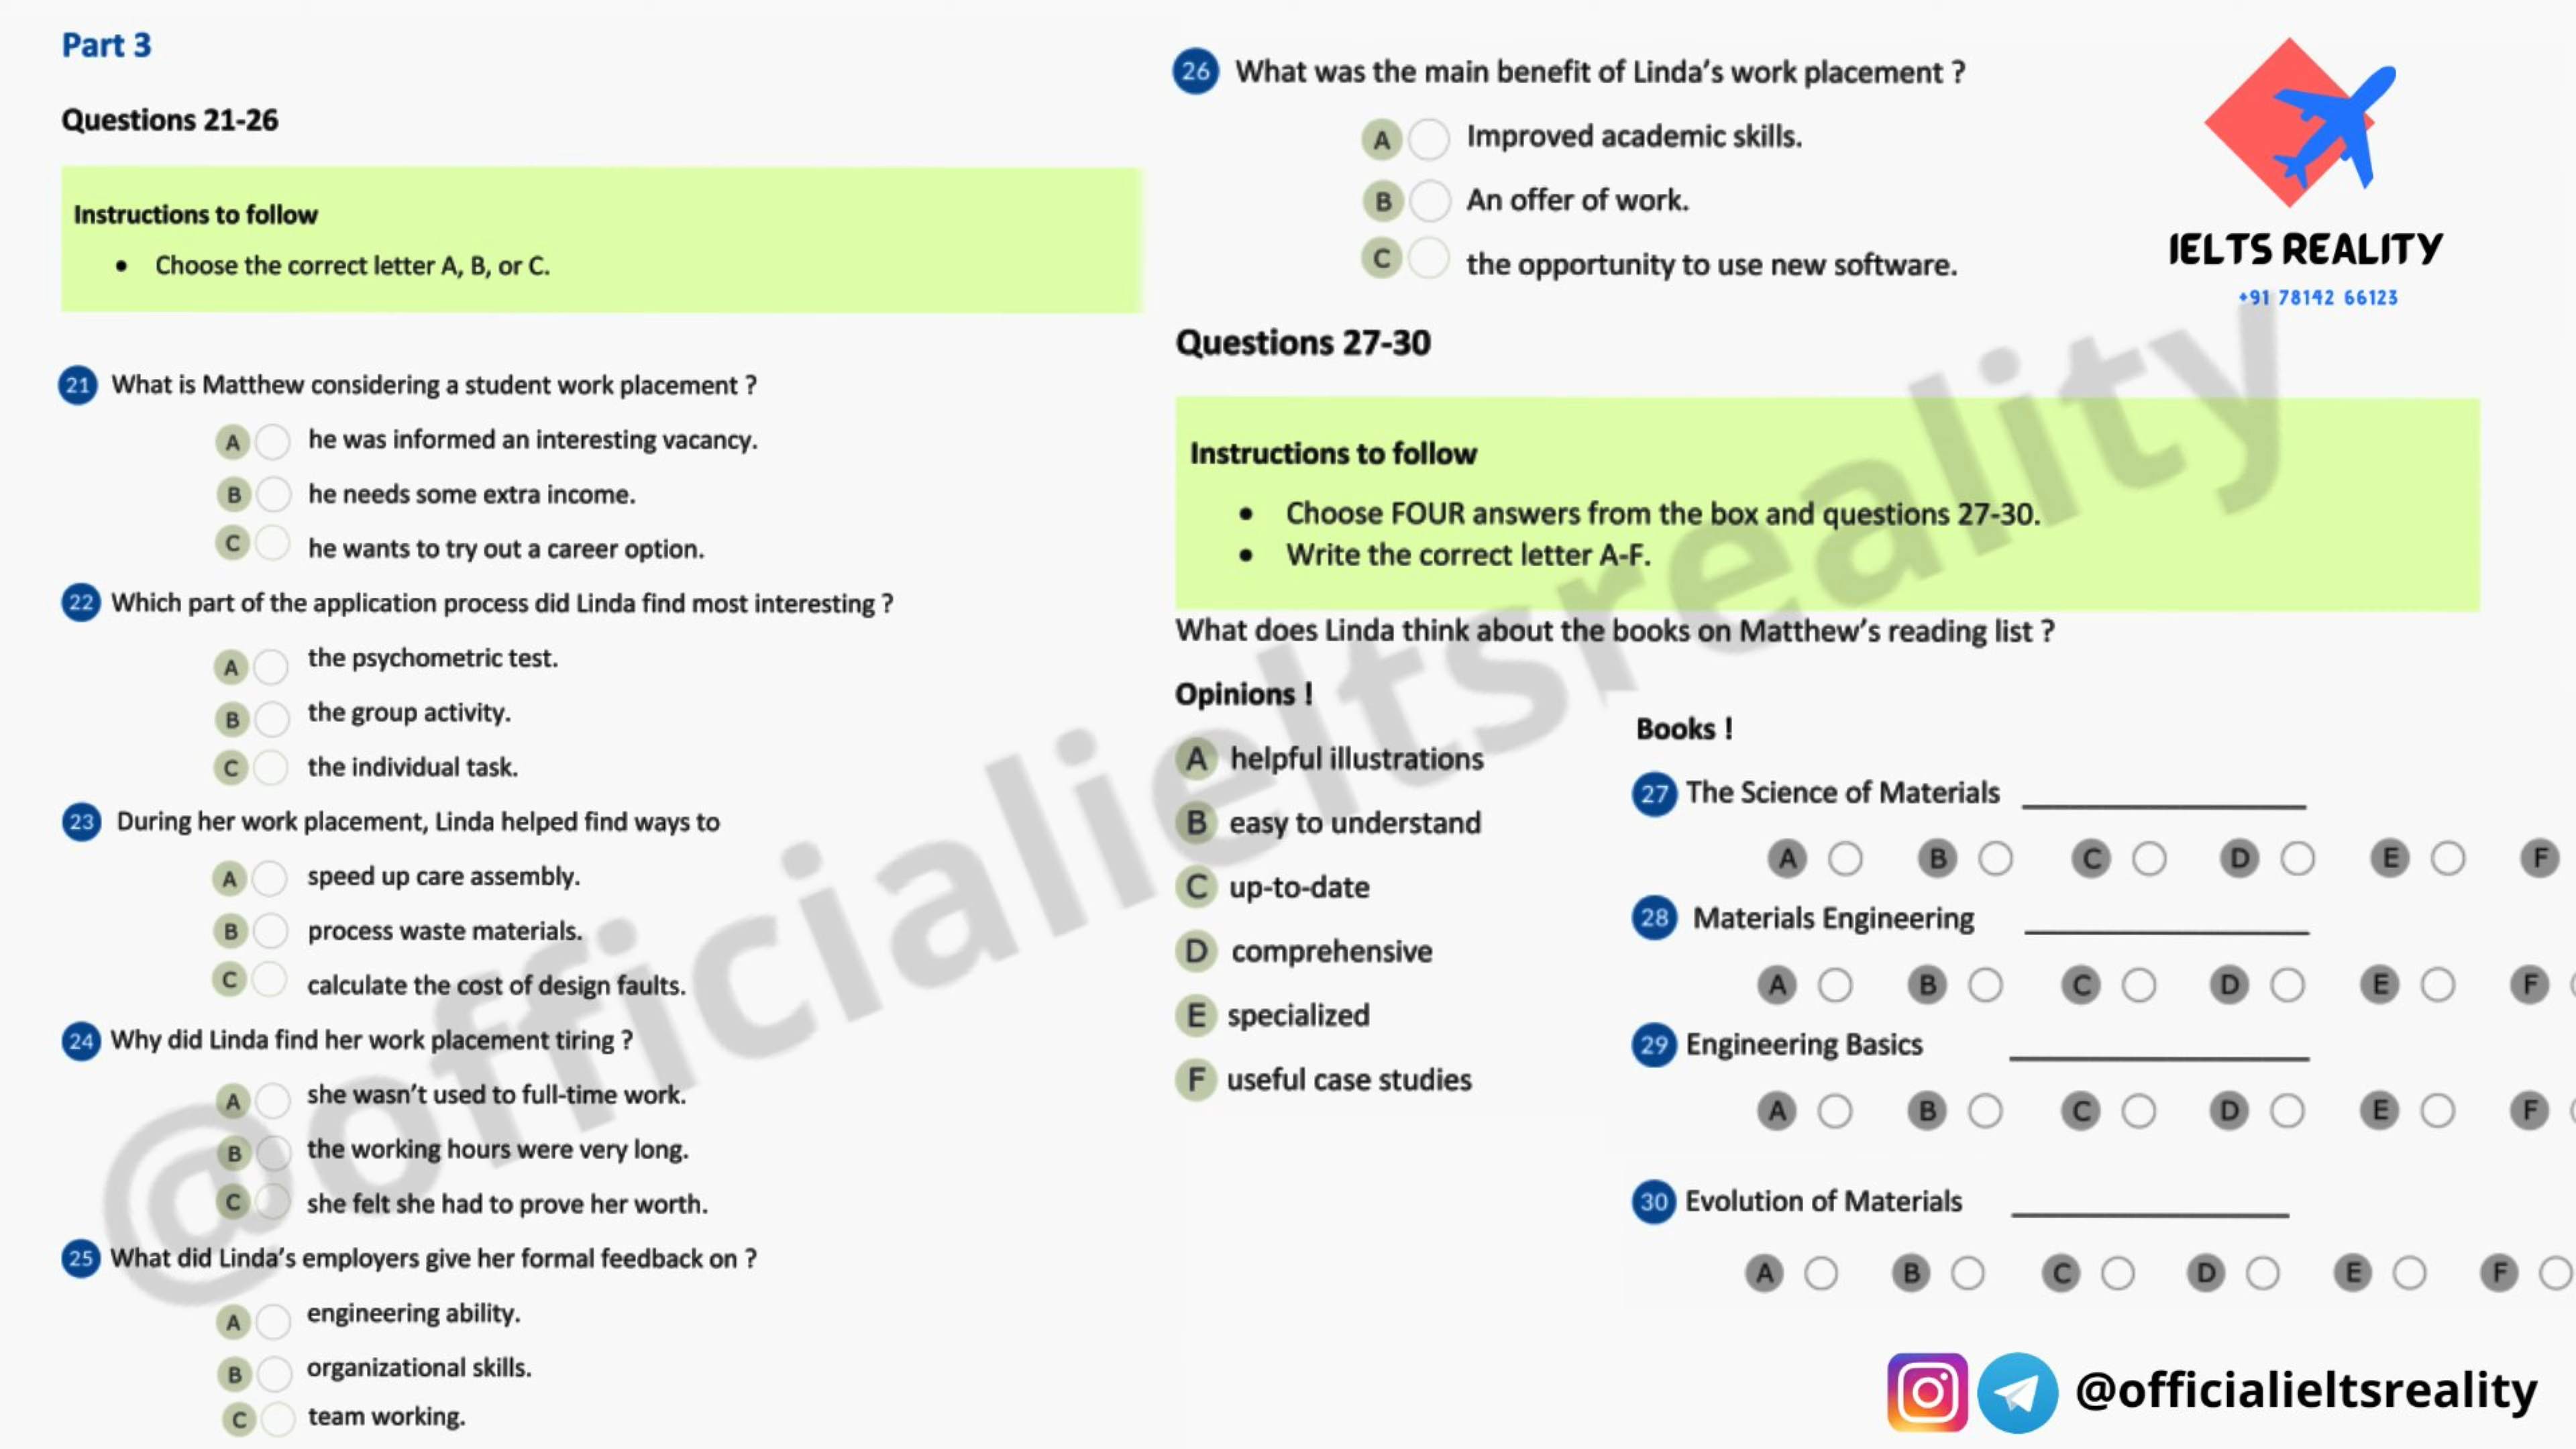 Part 3
Questions 21-26
Instructions to follow
• Choose the correct letter A, B, or C.
21 What is Matthew considering a student work placement ?
A he was informed an interesting vacancy.
B he needs some extra income.
C he wants to try out a career option.
22 Which part of the application process did Linda find most interesting ?
A the psychometric test.
B the group activity.
C the individual task.
23 During her work placement, Linda helped find ways to
A speed up care assembly.
B process waste materials.
C calculate the cost of design faults.
24 Why did Linda find her work placement tiring ?
A she wasn't used to full-time work.
B the working hours were very long.
C she felt she had to prove her worth.
25 What did Linda's employers give her formal feedback on ?
A engineering ability.
B organizational skills.
C team working.
26 What was the main benefit of Linda's work placement ?
A Improved academic skills.
B An offer of work.
C the opportunity to use new software.
IELTS REALITY
+91 78142 66123
Questions 27-30
Instructions to follow
• Choose FOUR answers from the box and questions 27-30.
• Write the correct letter A-F.
What does Linda think about the books on Matthew's reading list ?
Opinions !
A helpful illustrations
B easy to understand
C up-to-date
D comprehensive
E specialized
F useful case studies
Books !
27 The Science of Materials
A B C D E F
28 Materials Engineering
A B C D E F
29 Engineering Basics
A B C D E F
30 Evolution of Materials
A B C D E F
@officialieltsreality
@officialieltsreality